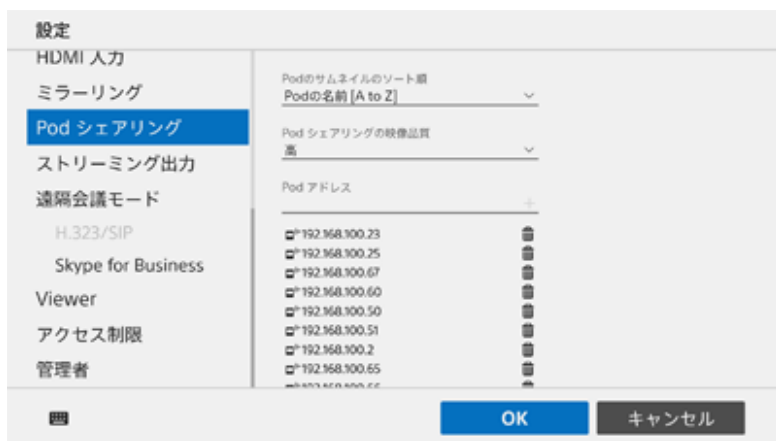 設定
HDMI 入力
ミラーリング
Pod シェアリング
ストリーミング出力
遠隔会議モード
H.323/SIP
Skype for Business
Viewer
アクセス制限
管理者
Podのサムネイルのソート順
Podの名前 [A to Z]
Pod シェアリングの映像品質
高
Pod アドレス
192.168.100.23
192.168.100.25
192.168.100.67
192.168.100.60
192.168.100.50
192.168.100.51
192.168.100.2
192.168.100.65
OK
キャンセル